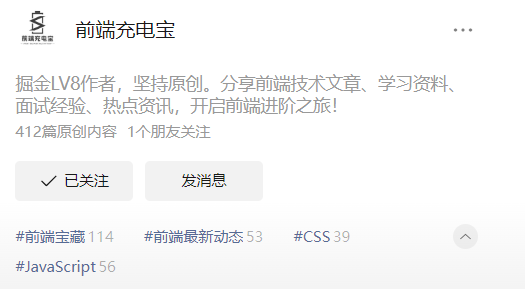 前端充电宝
前端充电宝
掘金LV8作者，坚持原创。分享前端技术文章、学习资料、
面试经验、热点资讯，开启前端进阶之旅！
412篇原创内容 1个朋友关注
已关注 发消息
#前端宝藏 114 #前端最新动态 53 #CSS 39
#JavaScript 56